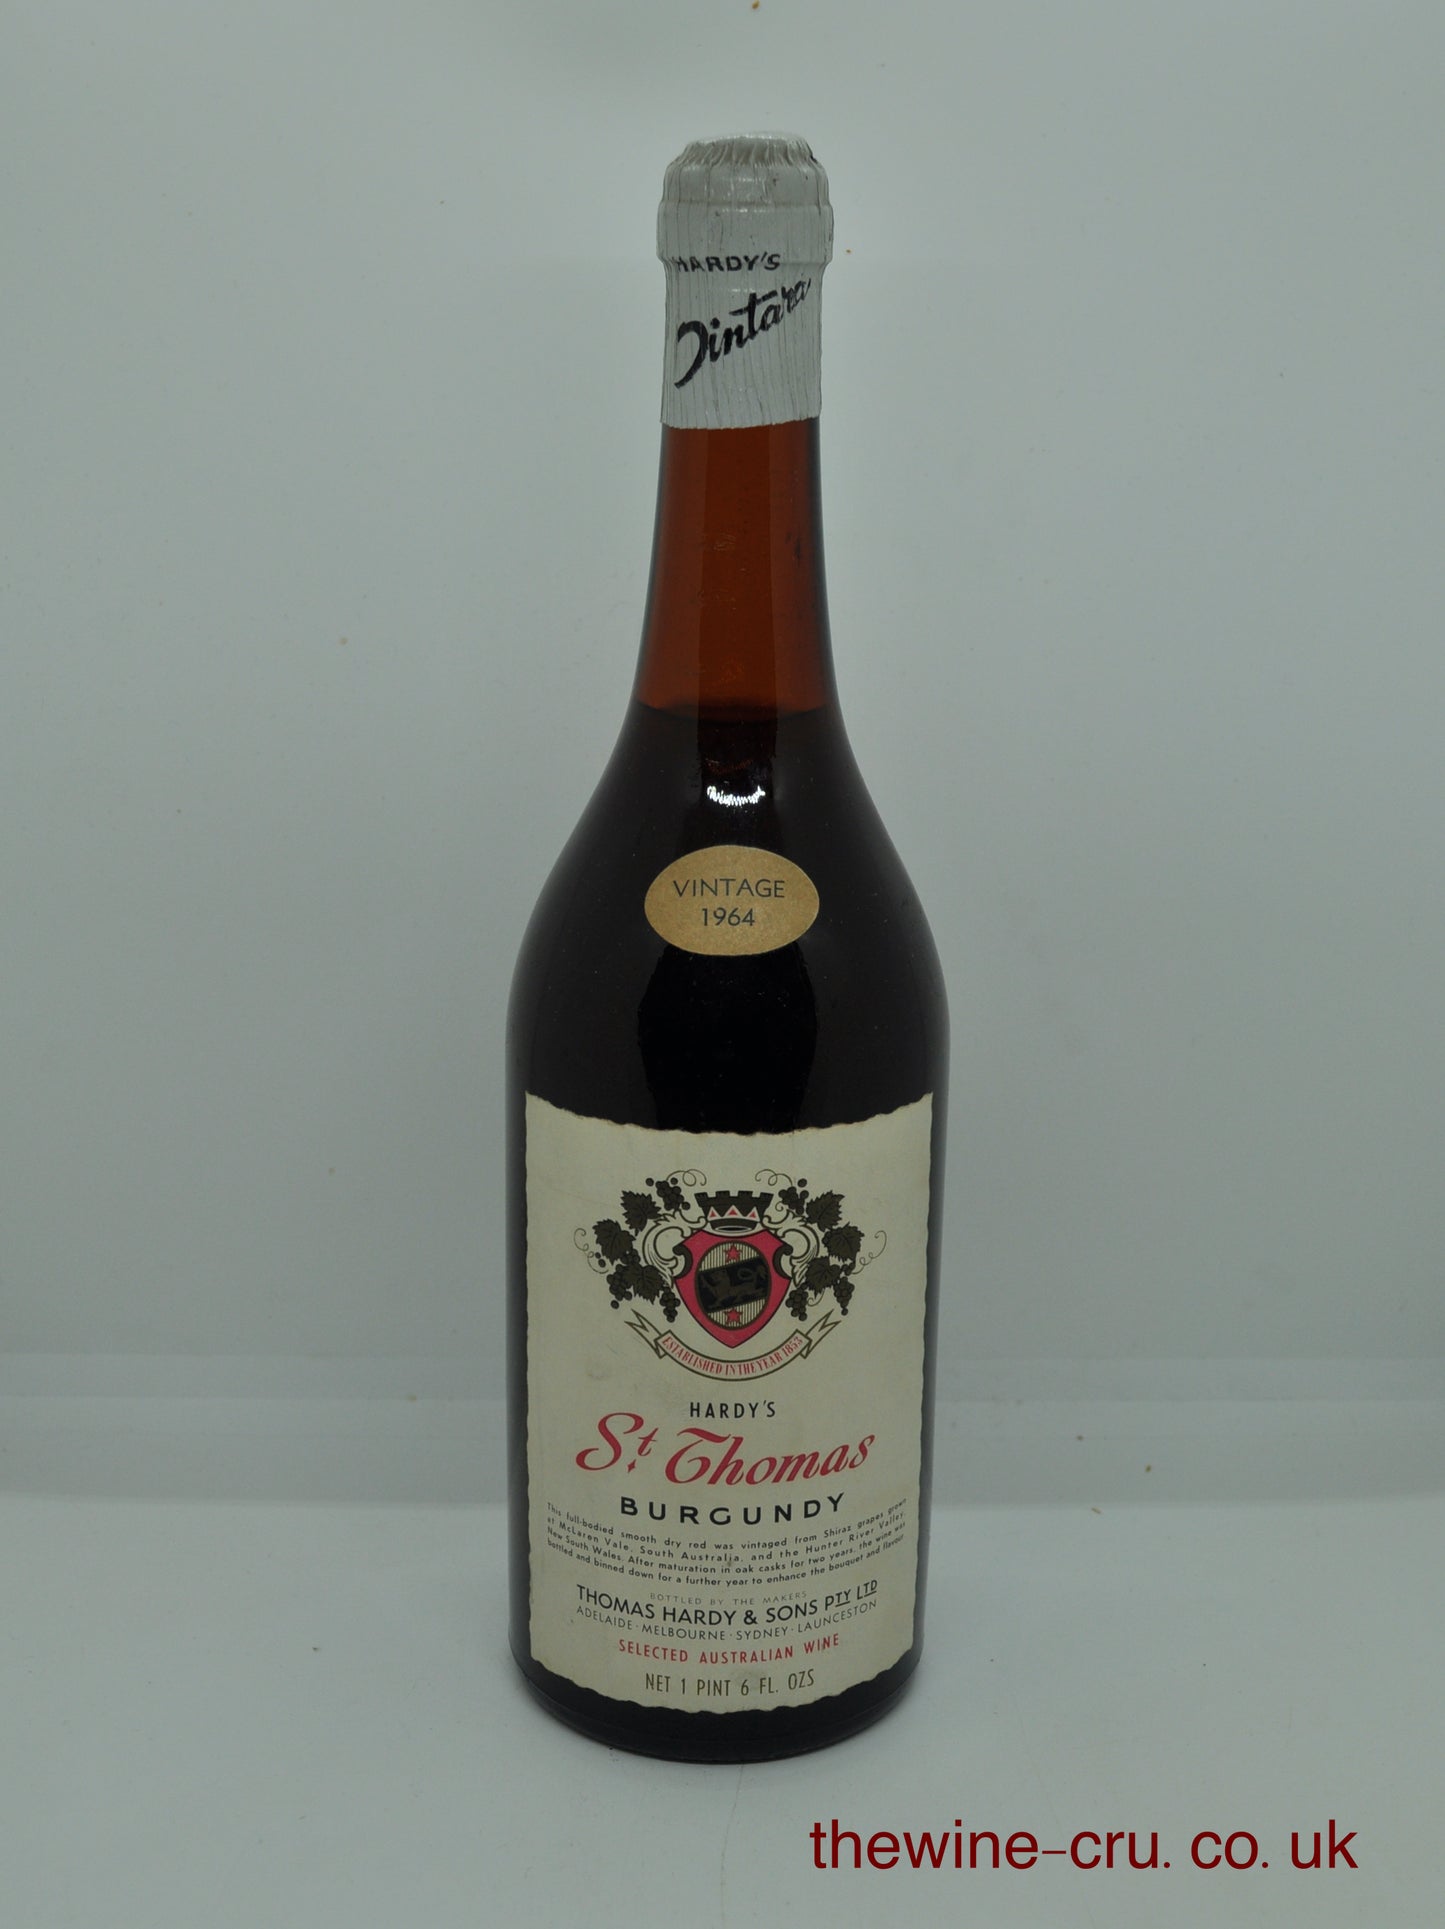 HARDY'S
Tintara
VINTAGE
1964
ESTABLISHED IN THE YEAR 1853
HARDY'S
St. Thomas
BURGUNDY
This full-bodied smooth dry red was vintaged from Shiraz grapes grown
at McLaren Vale, South Australia, and the Hunter River Valley,
New South Wales. After maturation in oak casks for two years, the wine was
bottled and binned down for a further year to enhance the bouquet and flavour
BOTTLED BY THE MAKERS
THOMAS HARDY & SONS PTY LTD
ADELAIDE · MELBOURNE · SYDNEY · LAUNCESTON
SELECTED AUSTRALIAN WINE
NET 1 PINT 6 FL. OZS
thewine-cru. co. uk